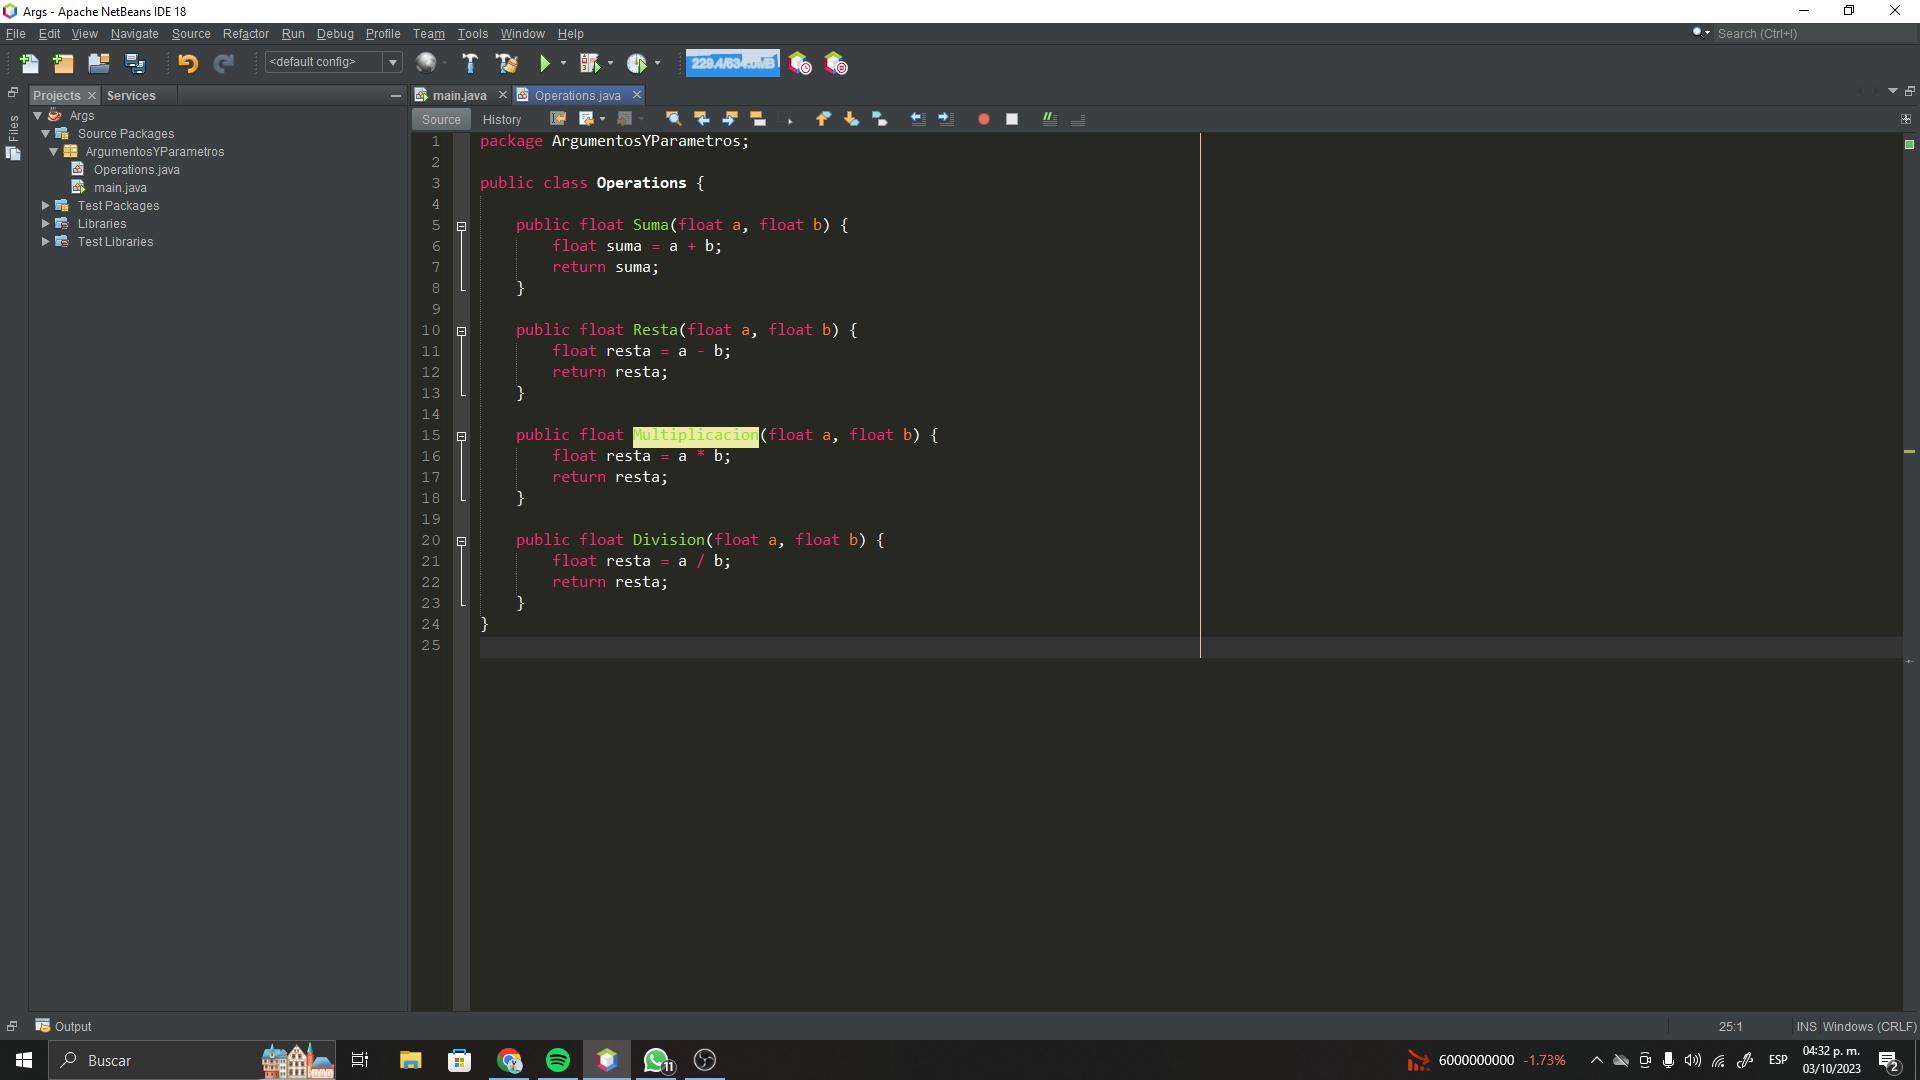 Args - Apache NetBeans IDE 18
File Edit View Navigate Source Refactor Run Debug Profile Team Tools Window Help
Search (Ctrl+I)
<default config>
229.4/634.0MB
Projects Services
main.java Operations.java
Files
Source History
Args
Source Packages
ArgumentosYParametros
Operations.java
main.java
Test Packages
Libraries
Test Libraries
1 package ArgumentosYParametros;
2
3 public class Operations {
4
5 public float Suma(float a, float b) {
6 float suma = a + b;
7 return suma;
8 }
9
10 public float Resta(float a, float b) {
11 float resta = a - b;
12 return resta;
13 }
14
15 public float Multiplicacion(float a, float b) {
16 float resta = a * b;
17 return resta;
18 }
19
20 public float Division(float a, float b) {
21 float resta = a / b;
22 return resta;
23 }
24 }
25
Output
25:1 INS Windows (CRLF)
Buscar
11
6000000000 -1.73%
ESP
04:32 p. m.
03/10/2023
2